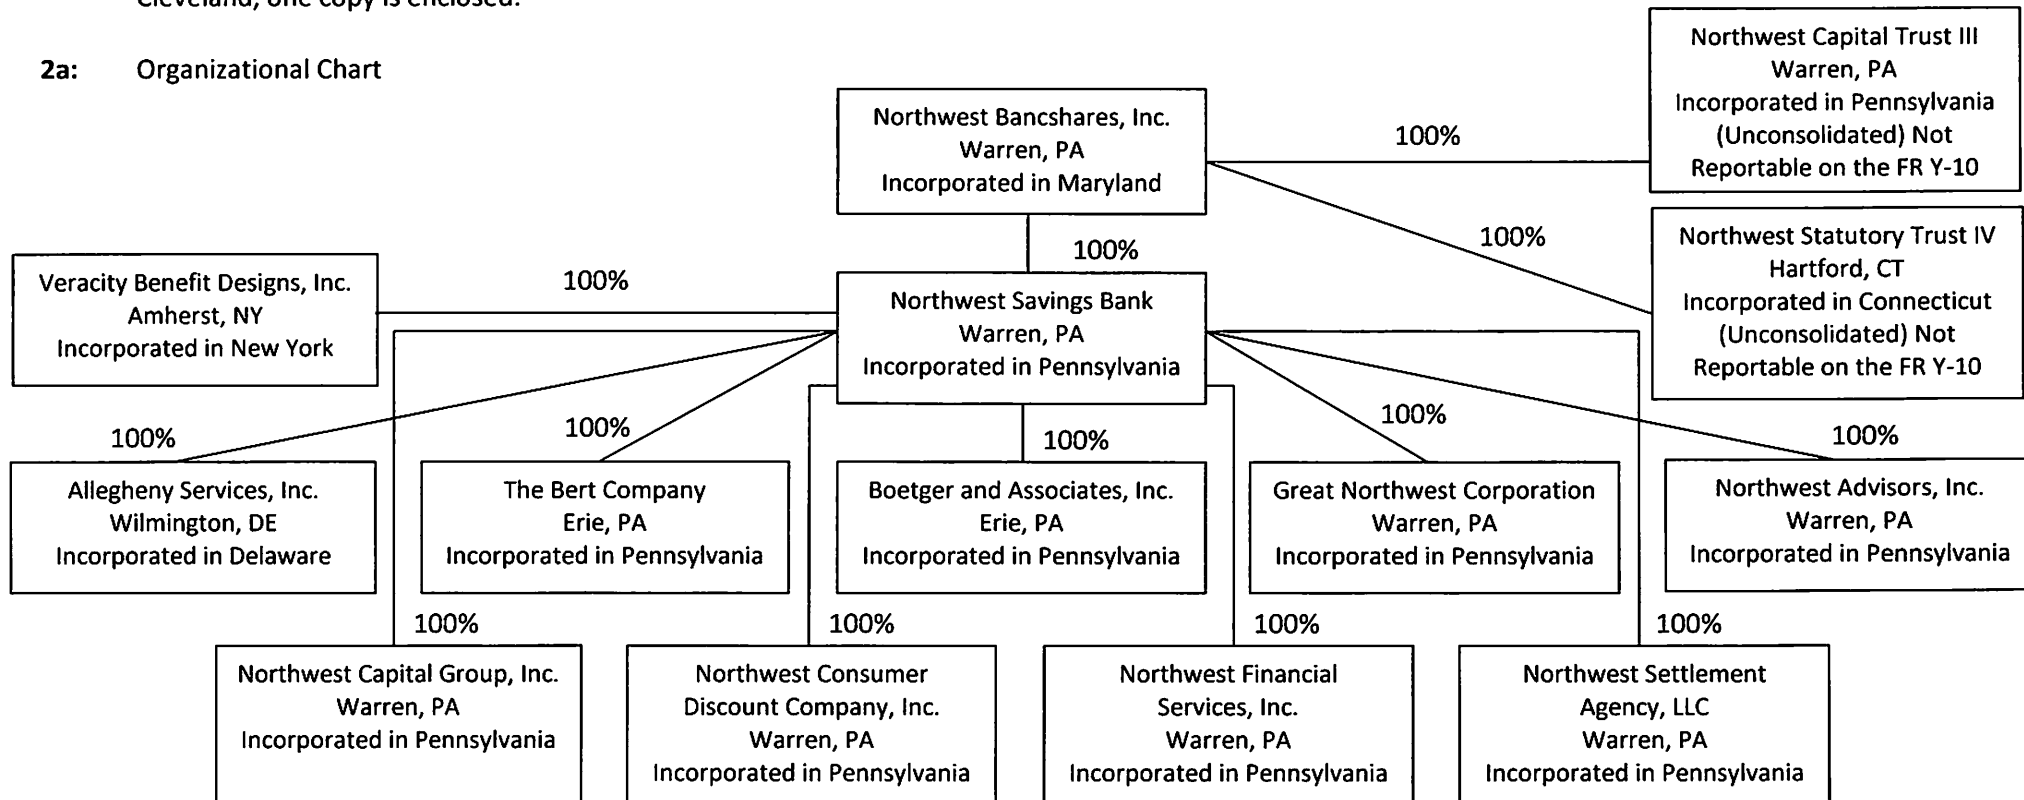 Cleveland, one copy is enclosed.
2a: Organizational Chart
Northwest Capital Trust III
Warren, PA
Incorporated in Pennsylvania
(Unconsolidated) Not
Reportable on the FR Y-10
Northwest Bancshares, Inc.
Warren, PA
Incorporated in Maryland
100%
100%
100%
Northwest Statutory Trust IV
Hartford, CT
Incorporated in Connecticut
(Unconsolidated) Not
Reportable on the FR Y-10
Veracity Benefit Designs, Inc.
Amherst, NY
Incorporated in New York
100%
Northwest Savings Bank
Warren, PA
Incorporated in Pennsylvania
100%
100%
100%
100%
100%
Allegheny Services, Inc.
Wilmington, DE
Incorporated in Delaware
The Bert Company
Erie, PA
Incorporated in Pennsylvania
Boetger and Associates, Inc.
Erie, PA
Incorporated in Pennsylvania
Great Northwest Corporation
Warren, PA
Incorporated in Pennsylvania
Northwest Advisors, Inc.
Warren, PA
Incorporated in Pennsylvania
100%
100%
100%
100%
Northwest Capital Group, Inc.
Warren, PA
Incorporated in Pennsylvania
Northwest Consumer
Discount Company, Inc.
Warren, PA
Incorporated in Pennsylvania
Northwest Financial
Services, Inc.
Warren, PA
Incorporated in Pennsylvania
Northwest Settlement
Agency, LLC
Warren, PA
Incorporated in Pennsylvania